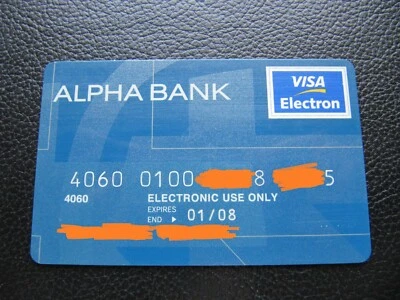 VISA
Electron
ALPHA BANK
4060 0100 8 5
4060 ELECTRONIC USE ONLY
EXPIRES
END ▶ 01/08